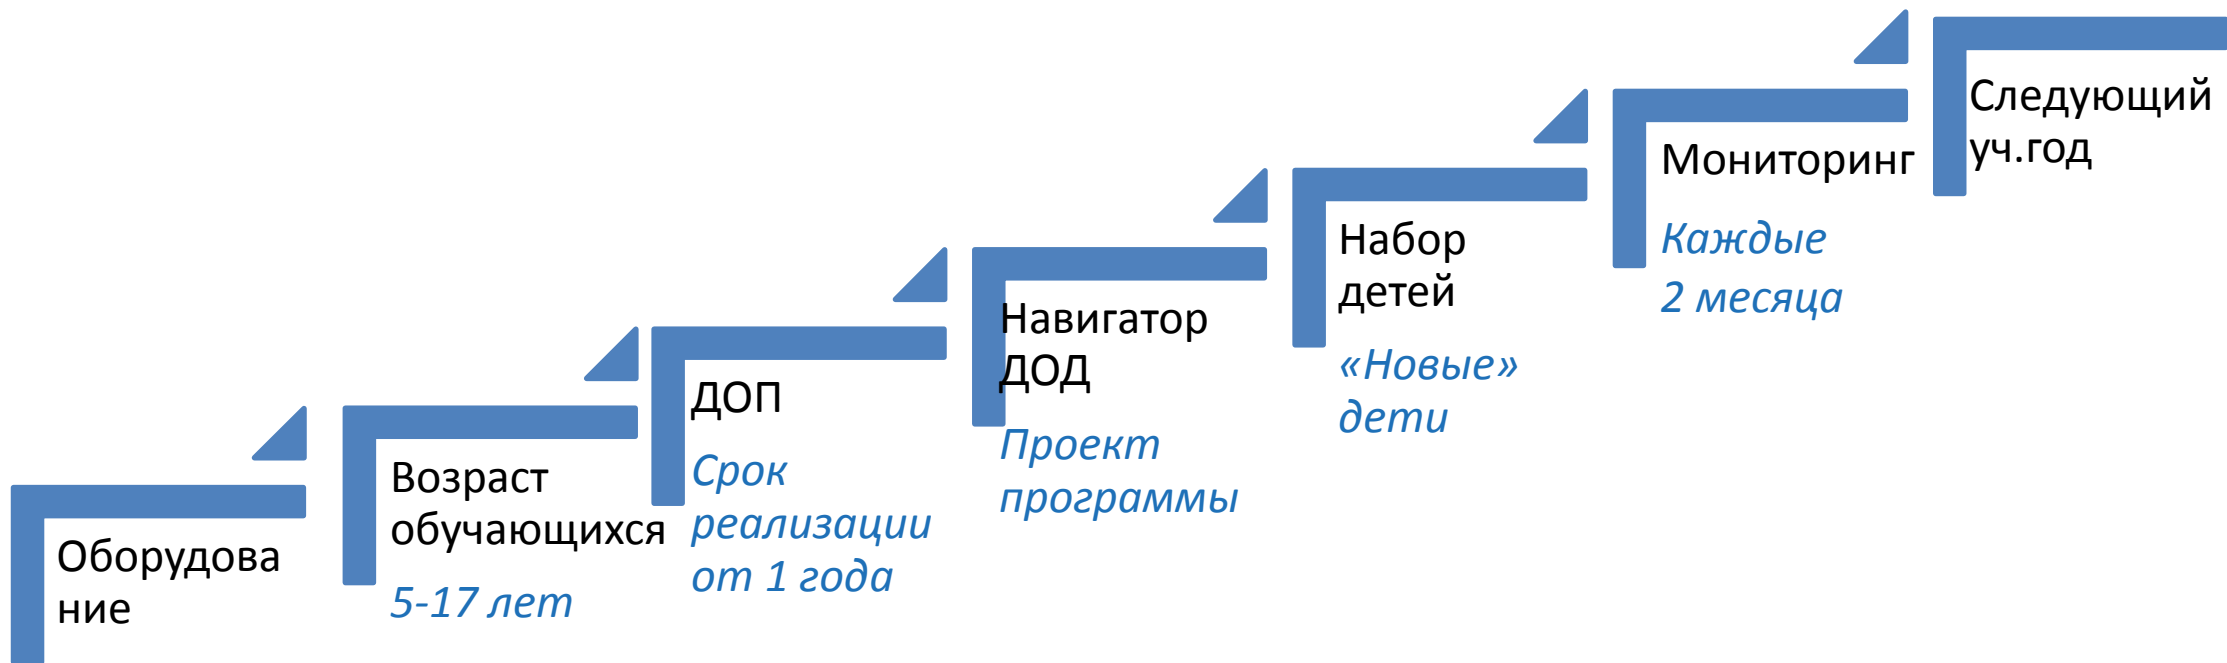 Оборудова
ние
Возраст
обучающихся
5-17 лет
ДОП
Срок
реализации
от 1 года
Навигатор
ДОД
Проект
программы
Набор
детей
«Новые»
дети
Мониторинг
Каждые
2 месяца
Следующий
уч.год